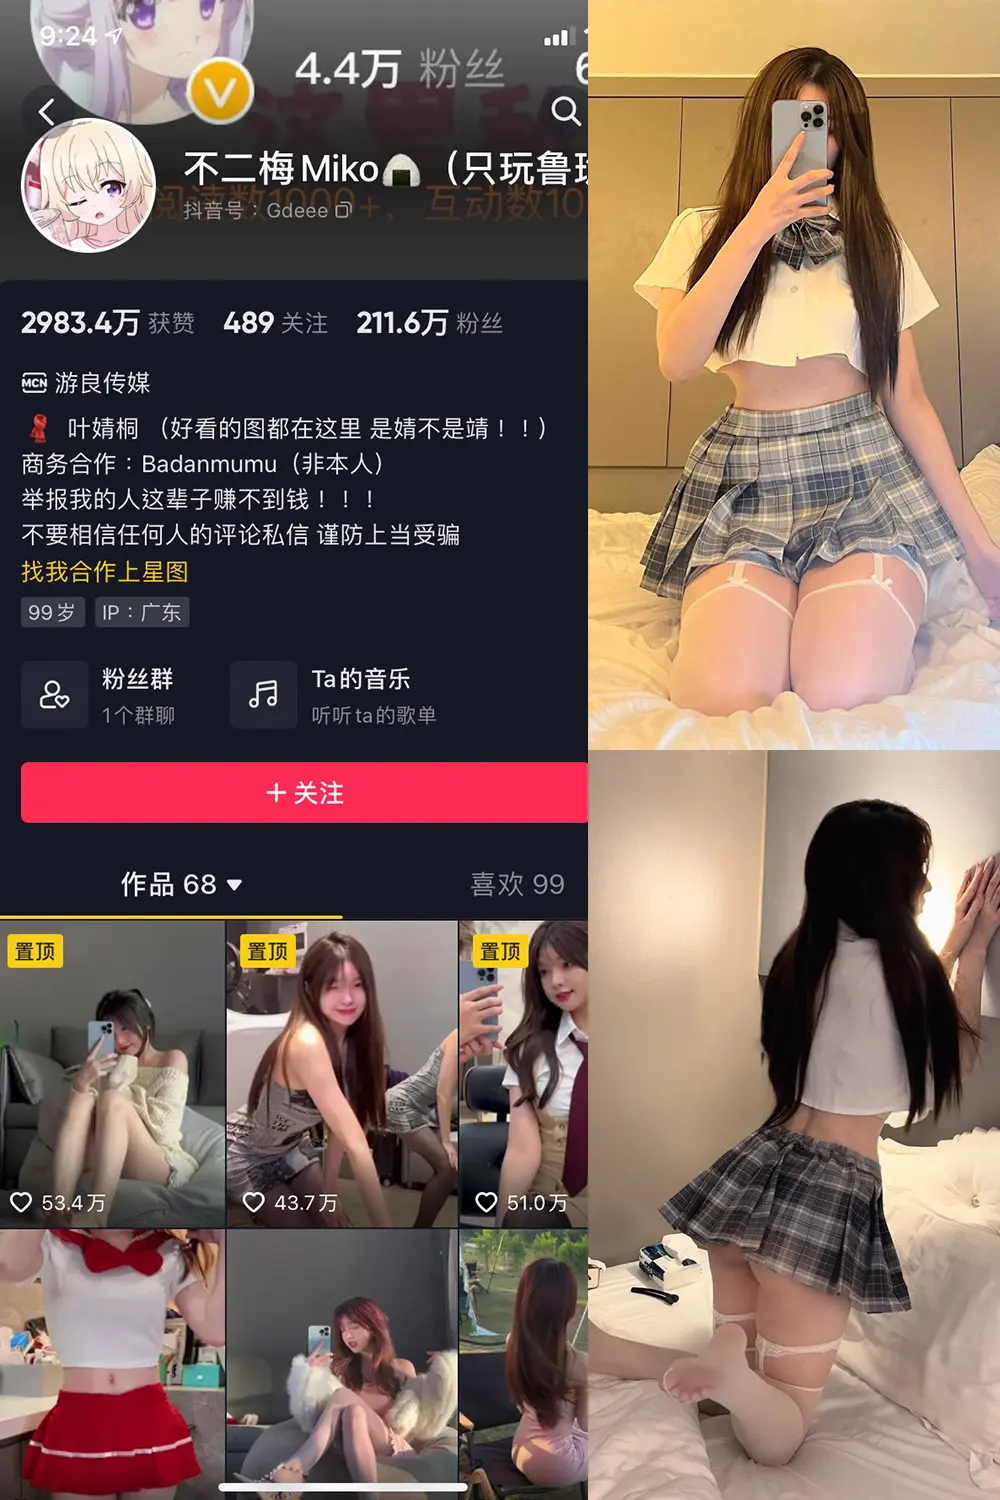 9:24
4.4万 粉丝
不二梅Miko🍙（只玩鲁班
阅读数1000+，互动数10
抖音号：Gdeee
2983.4万 获赞 489 关注 211.6万 粉丝
MCN 游良传媒
叶婧桐 （好看的图都在这里 是婧不是靖！！）
商务合作：Badanmumu（非本人）
举报我的人这辈子赚不到钱！！！
不要相信任何人的评论私信 谨防上当受骗
找我合作上星图
99岁 IP：广东
粉丝群 Ta的音乐
1个群聊 听听ta的歌单
+ 关注
作品 68 喜欢 99
置顶 置顶 置顶
53.4万 43.7万 51.0万